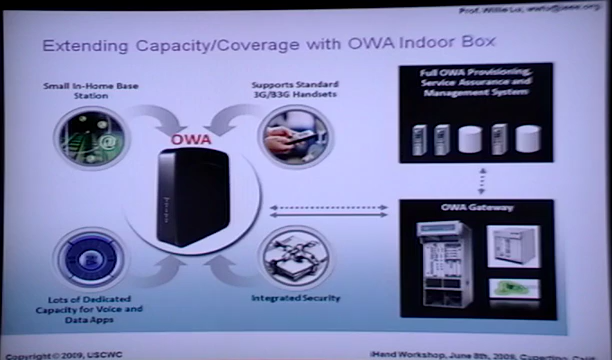 Prof. Willie Lu, wwlu@ieee.org
Extending Capacity/Coverage with OWA Indoor Box
Small In-Home Base
Station
Supports Standard
3G/B3G Handsets
Full OWA Provisioning,
Service Assurance and
Management System
OWA
OWA Gateway
Lots of Dedicated
Capacity for Voice and
Data Apps
Integrated Security
Copyright © 2009, USCWC
iHand Workshop, June 8th, 2009, Cupertino, Calif